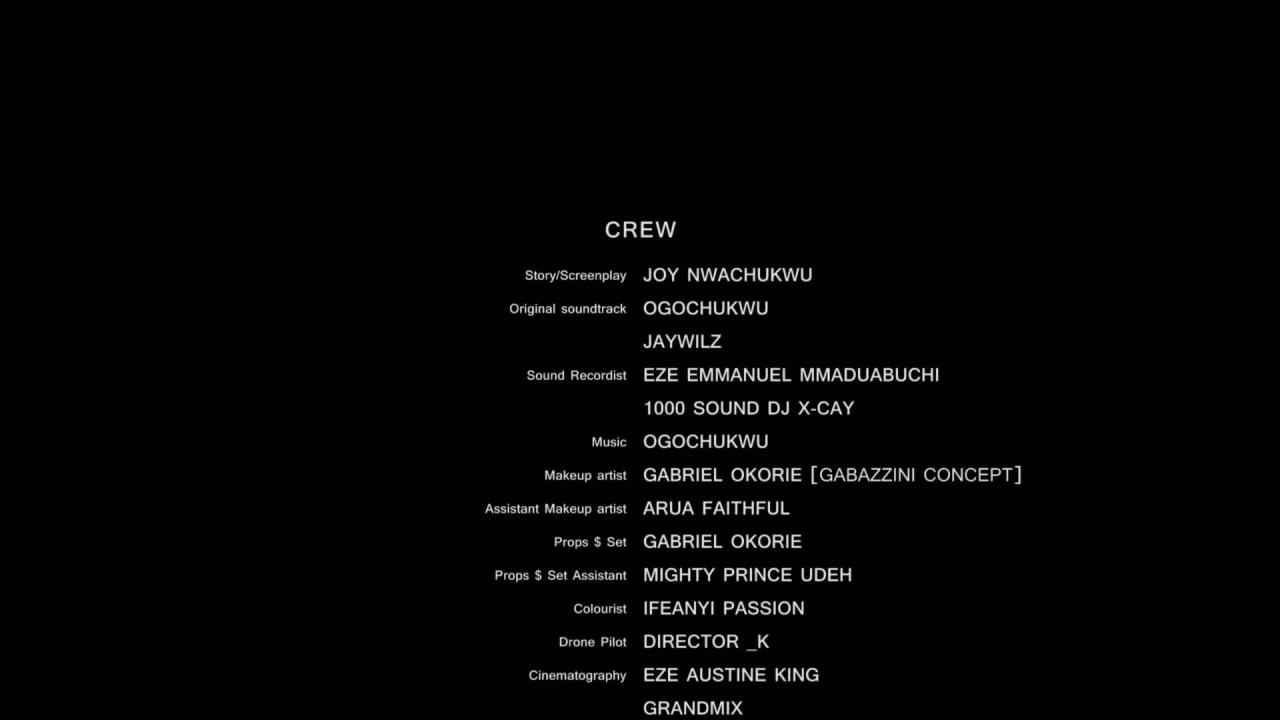 CREW
Story/Screenplay JOY NWACHUKWU
Original soundtrack OGOCHUKWU
JAYWILZ
Sound Recordist EZE EMMANUEL MMADUABUCHI
1000 SOUND DJ X-CAY
Music OGOCHUKWU
Makeup artist GABRIEL OKORIE [GABAZZINI CONCEPT]
Assistant Makeup artist ARUA FAITHFUL
Props $ Set GABRIEL OKORIE
Props $ Set Assistant MIGHTY PRINCE UDEH
Colourist IFEANYI PASSION
Drone Pilot DIRECTOR _K
Cinematography EZE AUSTINE KING
GRANDMIX